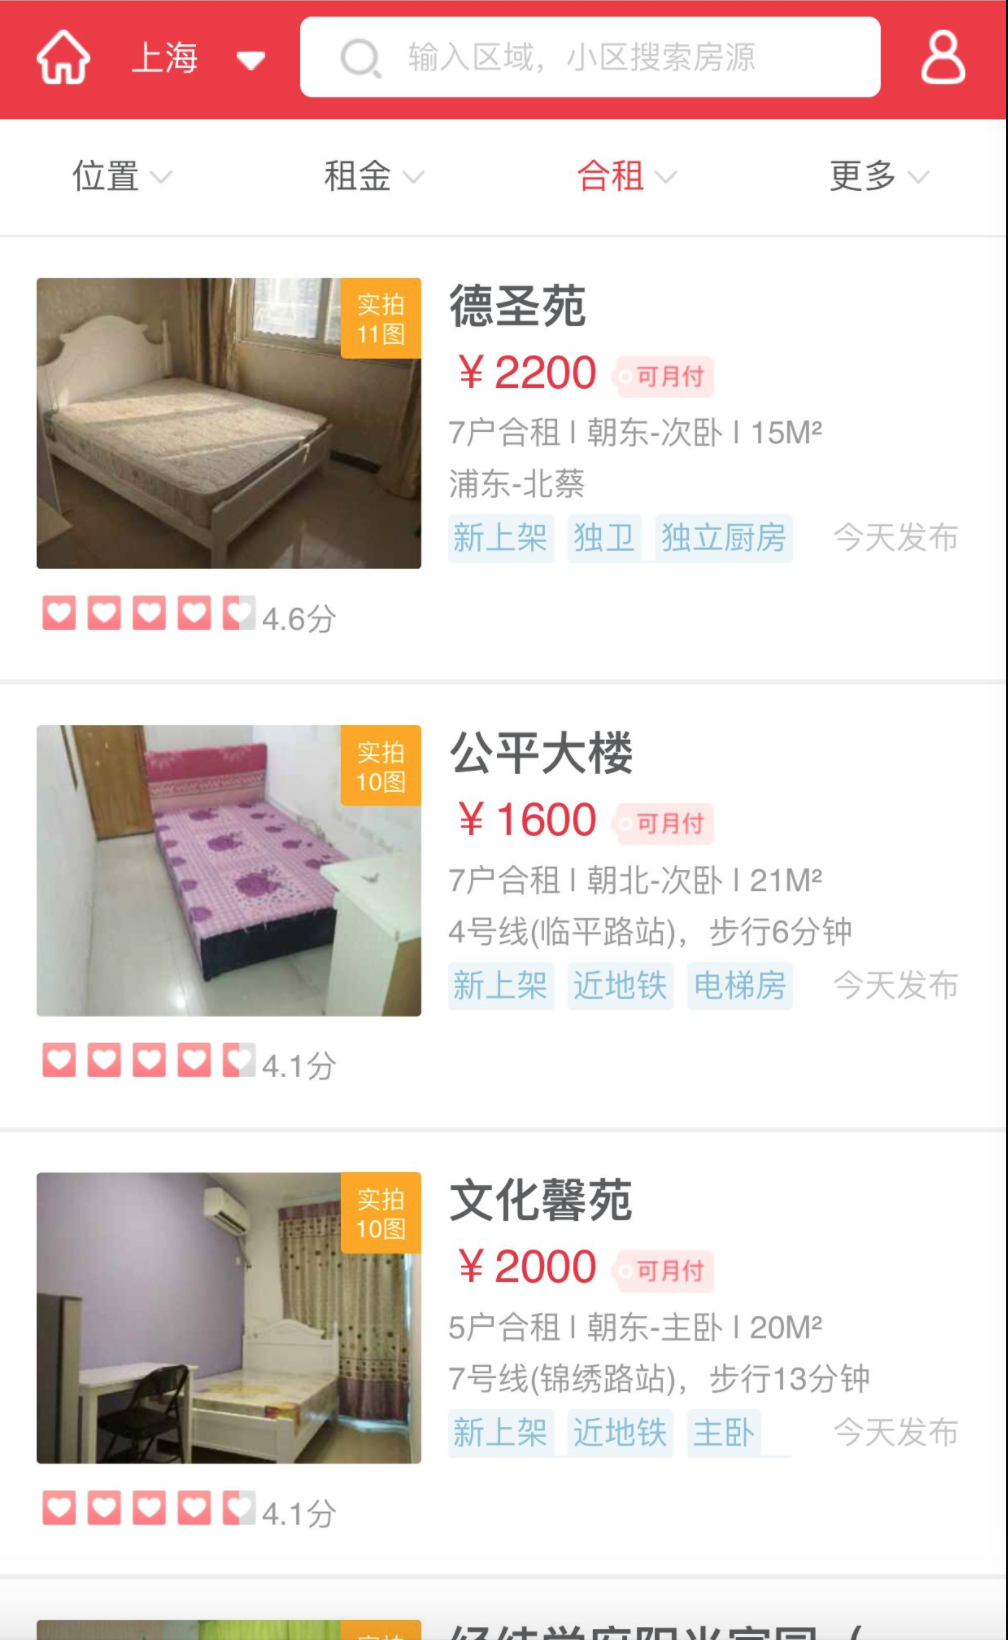 上海
输入区域，小区搜索房源
位置 租金 合租 更多
实拍
11图
德圣苑
￥2200 可月付
7户合租 | 朝东-次卧 | 15M²
浦东-北蔡
新上架 独卫 独立厨房 今天发布
4.6分
实拍
10图
公平大楼
￥1600 可月付
7户合租 | 朝北-次卧 | 21M²
4号线(临平路站)，步行6分钟
新上架 近地铁 电梯房 今天发布
4.1分
实拍
10图
文化馨苑
￥2000 可月付
5户合租 | 朝东-主卧 | 20M²
7号线(锦绣路站)，步行13分钟
新上架 近地铁 主卧 今天发布
4.1分